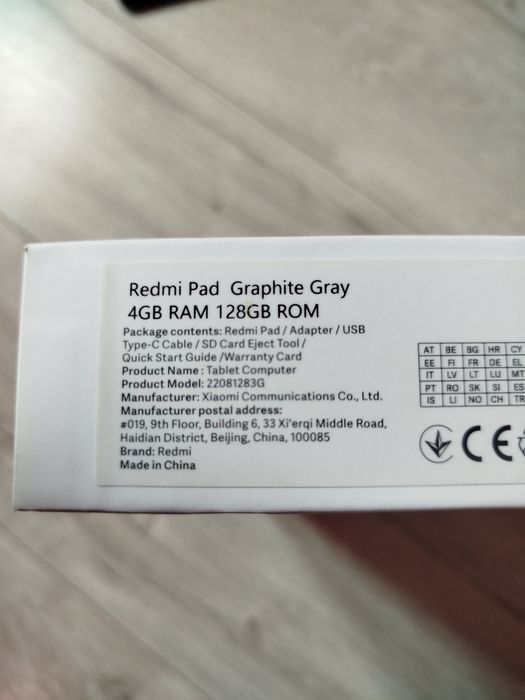 Redmi Pad Graphite Gray
4GB RAM 128GB ROM
Package contents: Redmi Pad / Adapter / USB
Type-C Cable / SD Card Eject Tool /
Quick Start Guide /Warranty Card
Product Name : Tablet Computer
Product Model: 22081283G
Manufacturer: Xiaomi Communications Co., Ltd.
Manufacturer postal address:
#019, 9th Floor, Building 6, 33 Xi'erqi Middle Road,
Haidian District, Beijing, China, 100085
Brand: Redmi
Made in China
AT BE BG HR CY
EE FI FR DE EL
IT LV LT LU MT
PT RO SK SI ES
IS LI NO CH TR
CE